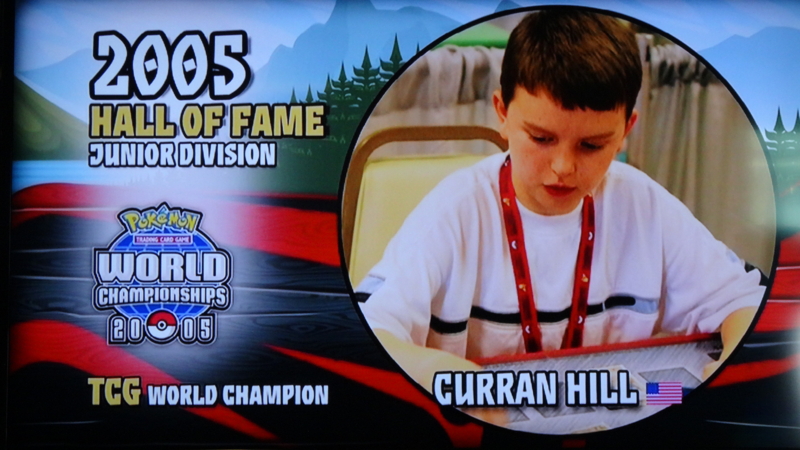 2005
HALL OF FAME
JUNIOR DIVISION
POKéMON
TRADING CARD GAME
WORLD
CHAMPIONSHIPS
2005
TCG WORLD CHAMPION
CURRAN HILL